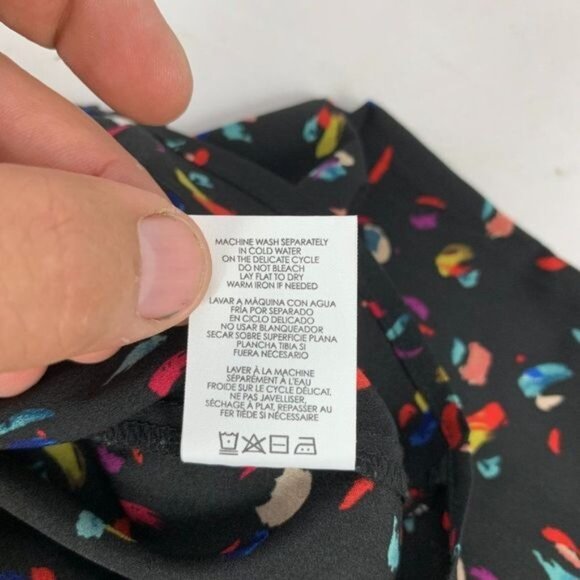 MACHINE WASH SEPARATELY
IN COLD WATER
ON THE DELICATE CYCLE
DO NOT BLEACH
LAY FLAT TO DRY
WARM IRON IF NEEDED
LAVAR A MÀQUINA CON AGUA
FRÍA POR SEPARADO
EN CICLO DELICADO
NO USAR BLANQUEADOR
SECAR SOBRE SUPERFICIE PLANA
PLANCHA TIBIA SI
FUERA NECESARIO
LAVER À LA MACHINE
SÉPARÉMENT À L'EAU
FROIDE SUR LE CYCLE DÉLICAT.
NE PAS JAVELLISER,
SÉCHAGE À PLAT, REPASSER AU
FER TIÈDE SI NÉCESSAIRE